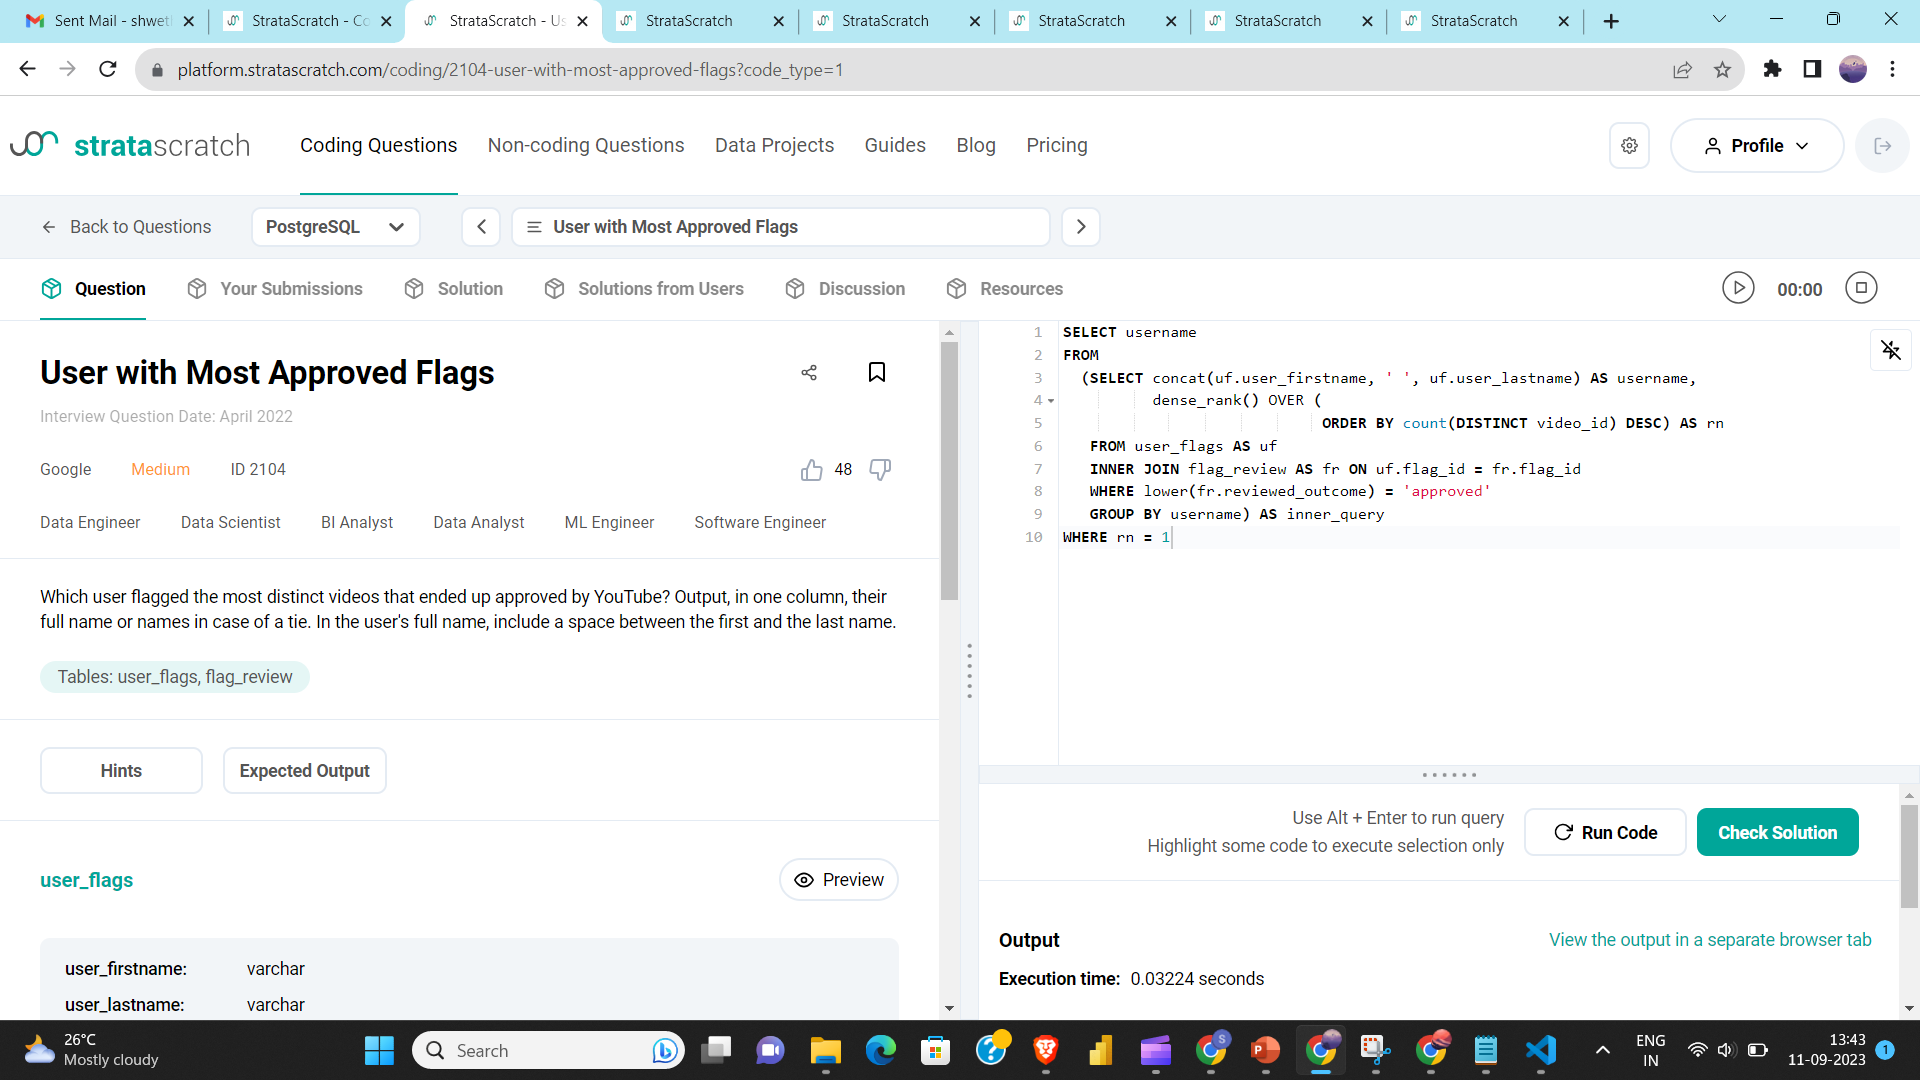 Sent Mail - shwetl
StrataScratch - Co
StrataScratch - Us
StrataScratch
StrataScratch
StrataScratch
StrataScratch
StrataScratch
platform.stratascratch.com/coding/2104-user-with-most-approved-flags?code_type=1
stratascratch
Coding Questions
Non-coding Questions
Data Projects
Guides
Blog
Pricing
Profile
Back to Questions
PostgreSQL
User with Most Approved Flags
Question
Your Submissions
Solution
Solutions from Users
Discussion
Resources
00:00
User with Most Approved Flags
Interview Question Date: April 2022
Google Medium ID 2104
48
Data Engineer Data Scientist BI Analyst Data Analyst ML Engineer Software Engineer
Which user flagged the most distinct videos that ended up approved by YouTube? Output, in one column, their
full name or names in case of a tie. In the user's full name, include a space between the first and the last name.
Tables: user_flags, flag_review
Hints
Expected Output
user_flags
Preview
user_firstname: varchar
user_lastname: varchar
1 SELECT username
2 FROM
3 (SELECT concat(uf.user_firstname, ' ', uf.user_lastname) AS username,
4 dense_rank() OVER (
5 ORDER BY count(DISTINCT video_id) DESC) AS rn
6 FROM user_flags AS uf
7 INNER JOIN flag_review AS fr ON uf.flag_id = fr.flag_id
8 WHERE lower(fr.reviewed_outcome) = 'approved'
9 GROUP BY username) AS inner_query
10 WHERE rn = 1
Use Alt + Enter to run query
Highlight some code to execute selection only
Run Code
Check Solution
Output
View the output in a separate browser tab
Execution time: 0.03224 seconds
26°C
Mostly cloudy
Search
ENG
IN
13:43
11-09-2023
1